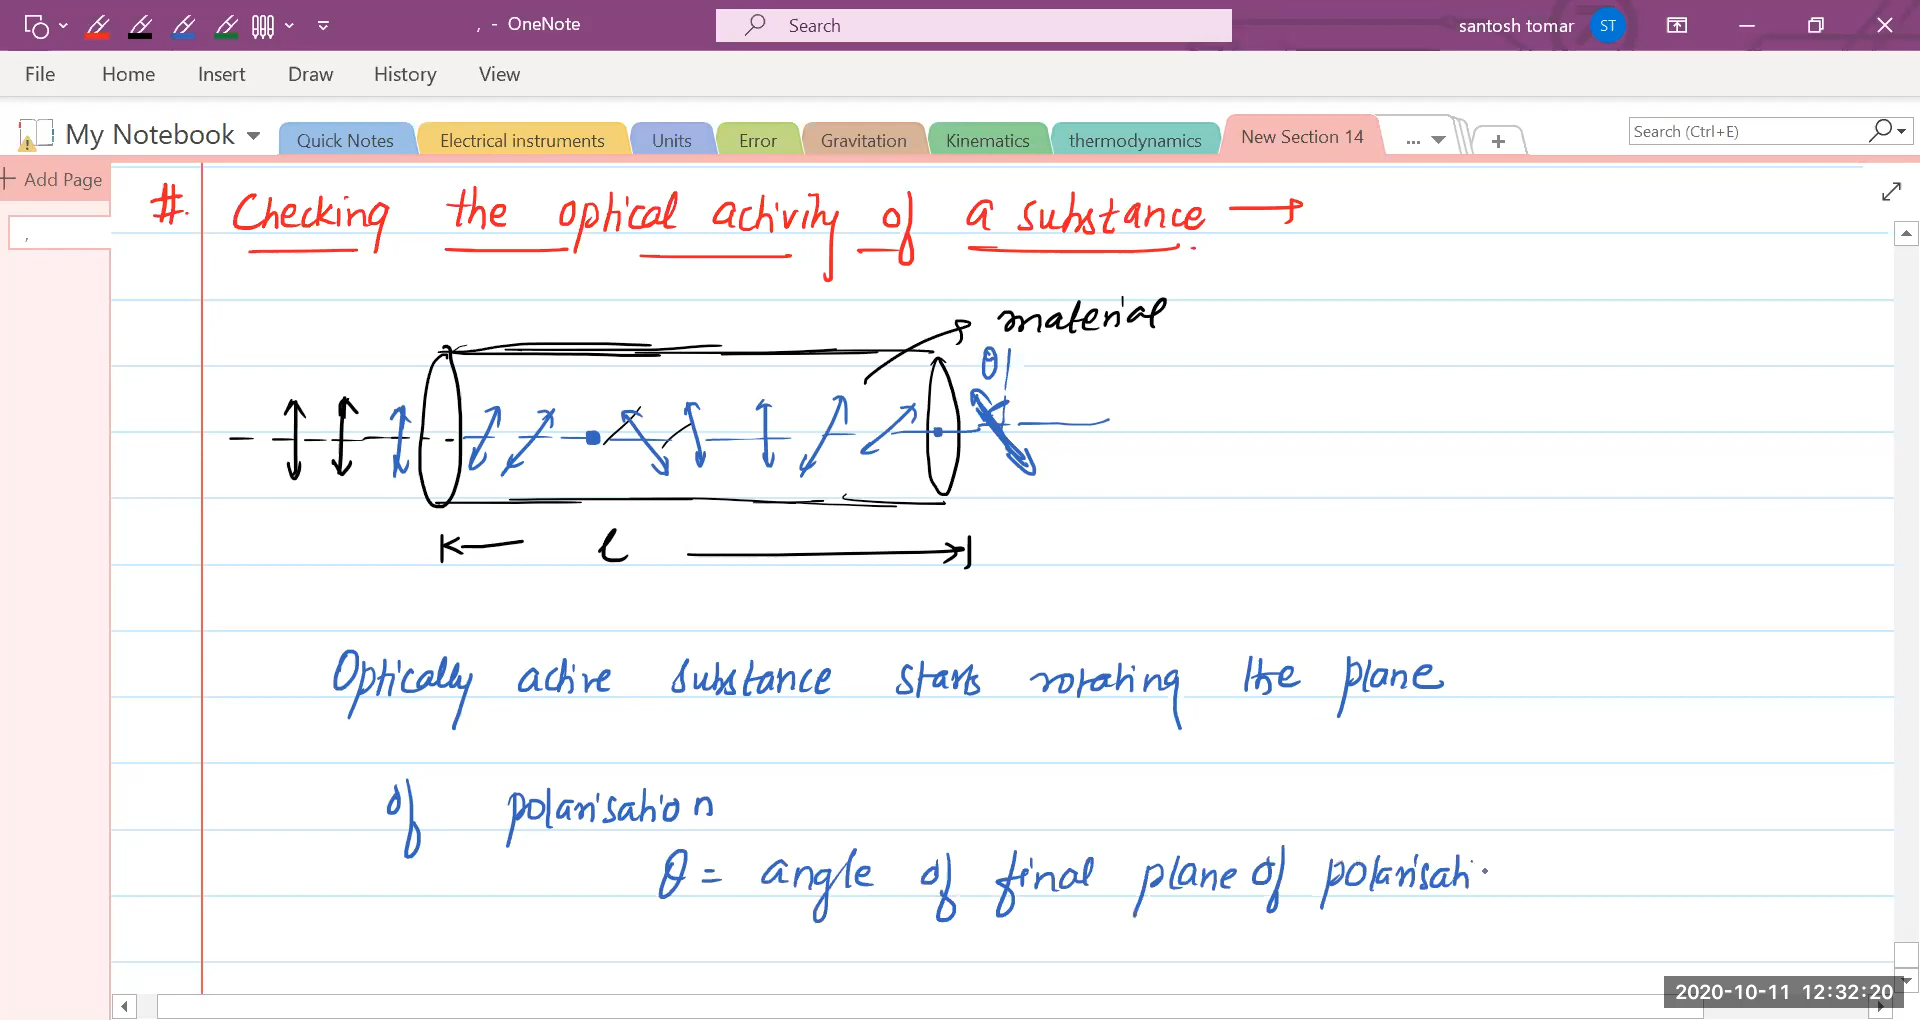 , - OneNote
Search
santosh tomar
ST
File Home Insert Draw History View
My Notebook
Quick Notes Electrical instruments Units Error Gravitation Kinematics thermodynamics New Section 14 ... +
Search (Ctrl+E)
+ Add Page
,
#. Checking the optical activity of a substance →
material
θ
l
Optically active substance starts rotating the plane
of polarisation
θ = angle of final plane of polarisati
2020-10-11 12:32:20